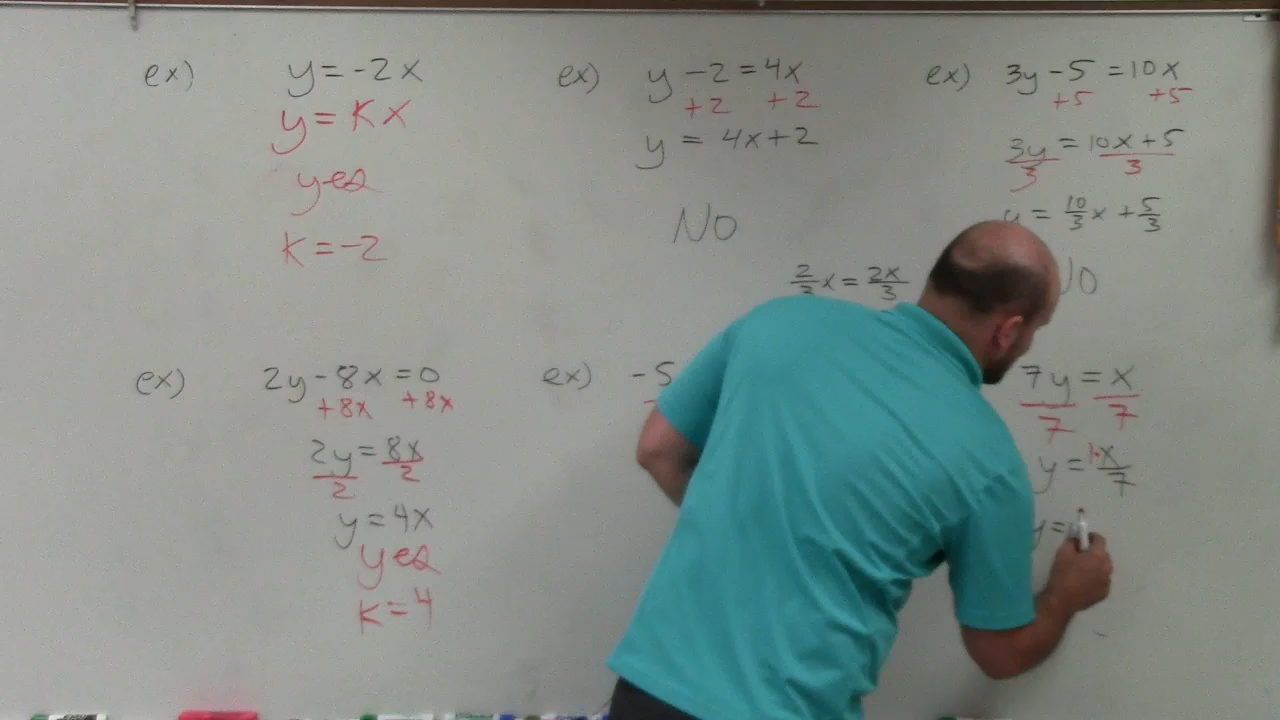 ex) y = -2x
y = Kx
yes
K = -2
ex) y - 2 = 4x
+2 +2
y = 4x + 2
NO
ex) 3y - 5 = 10x
+5 +5
3y/3 = 10x + 5/3
y = 10/3 x + 5/3
2/3 x = 2x/3
ex) 2y - 8x = 0
+8x +8x
2y/2 = 8x/2
y = 4x
yes
K = 4
ex) -5
7y/7 = x/7
y = 1·x/7
y =